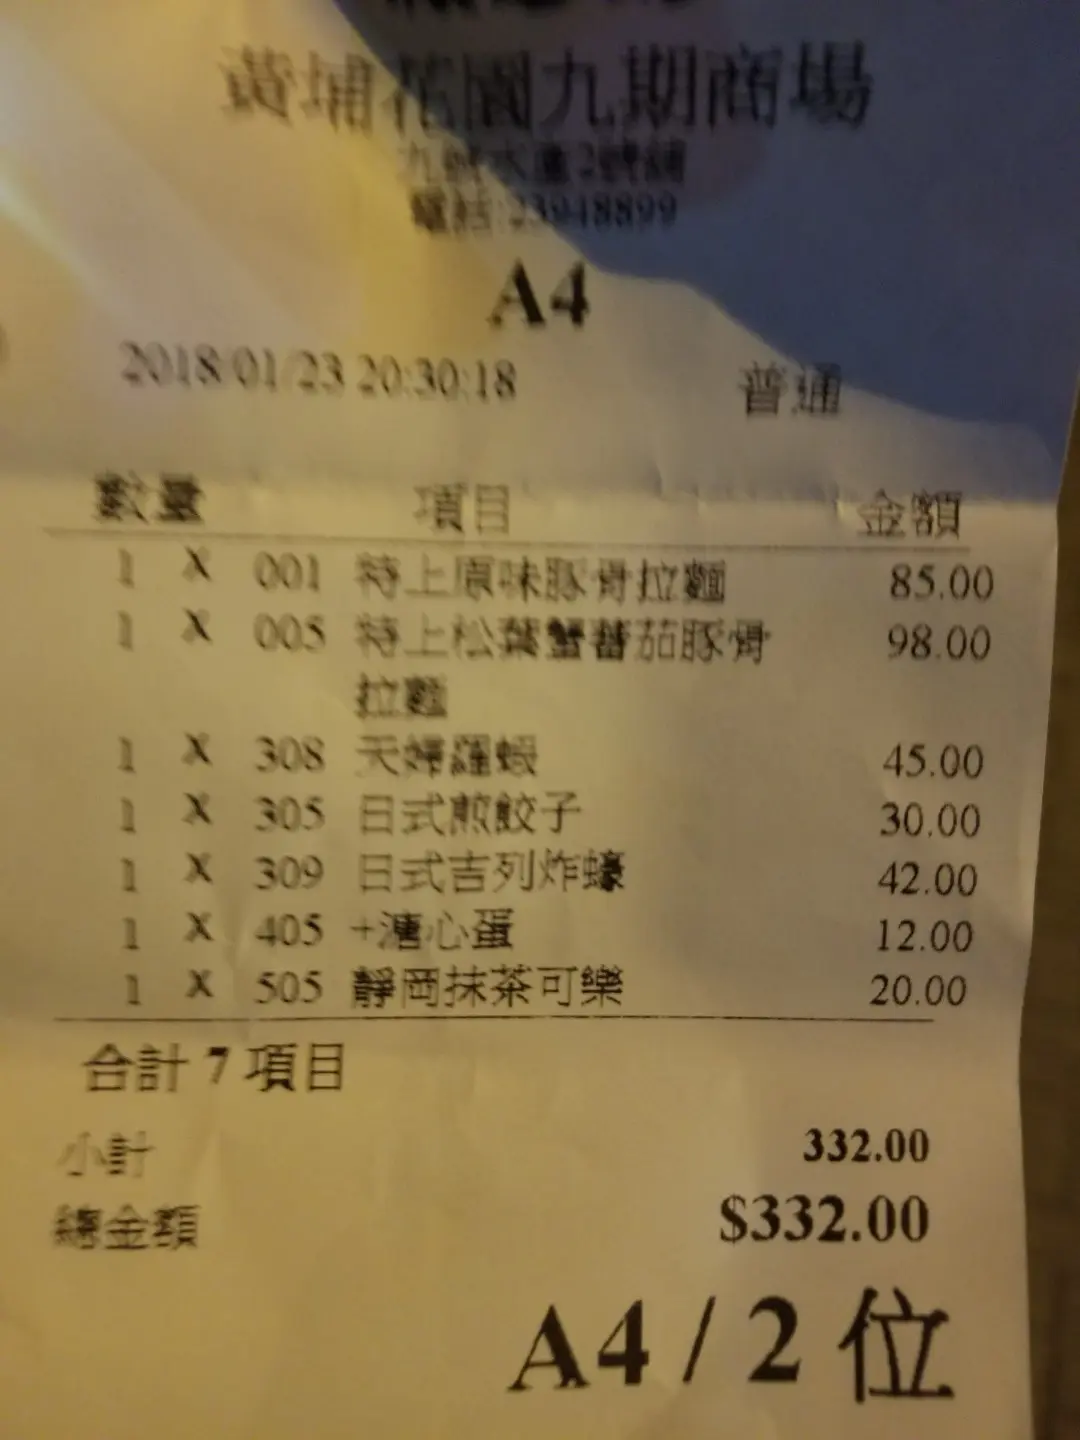 黃埔花園九期商場
電話:23948899
A4
2018/01/23 20:30:18 普通
數量 項目 金額
1 X 001 特上原味豚骨拉麵 85.00
1 X 005 特上松葉蟹蕃茄豚骨 98.00
拉麵
1 X 308 天婦羅蝦 45.00
1 X 305 日式煎餃子 30.00
1 X 309 日式吉列炸蠔 42.00
1 X 405 +溏心蛋 12.00
1 X 505 靜岡抹茶可樂 20.00
合計 7 項目
小計 332.00
總金額 $332.00
A4 / 2 位